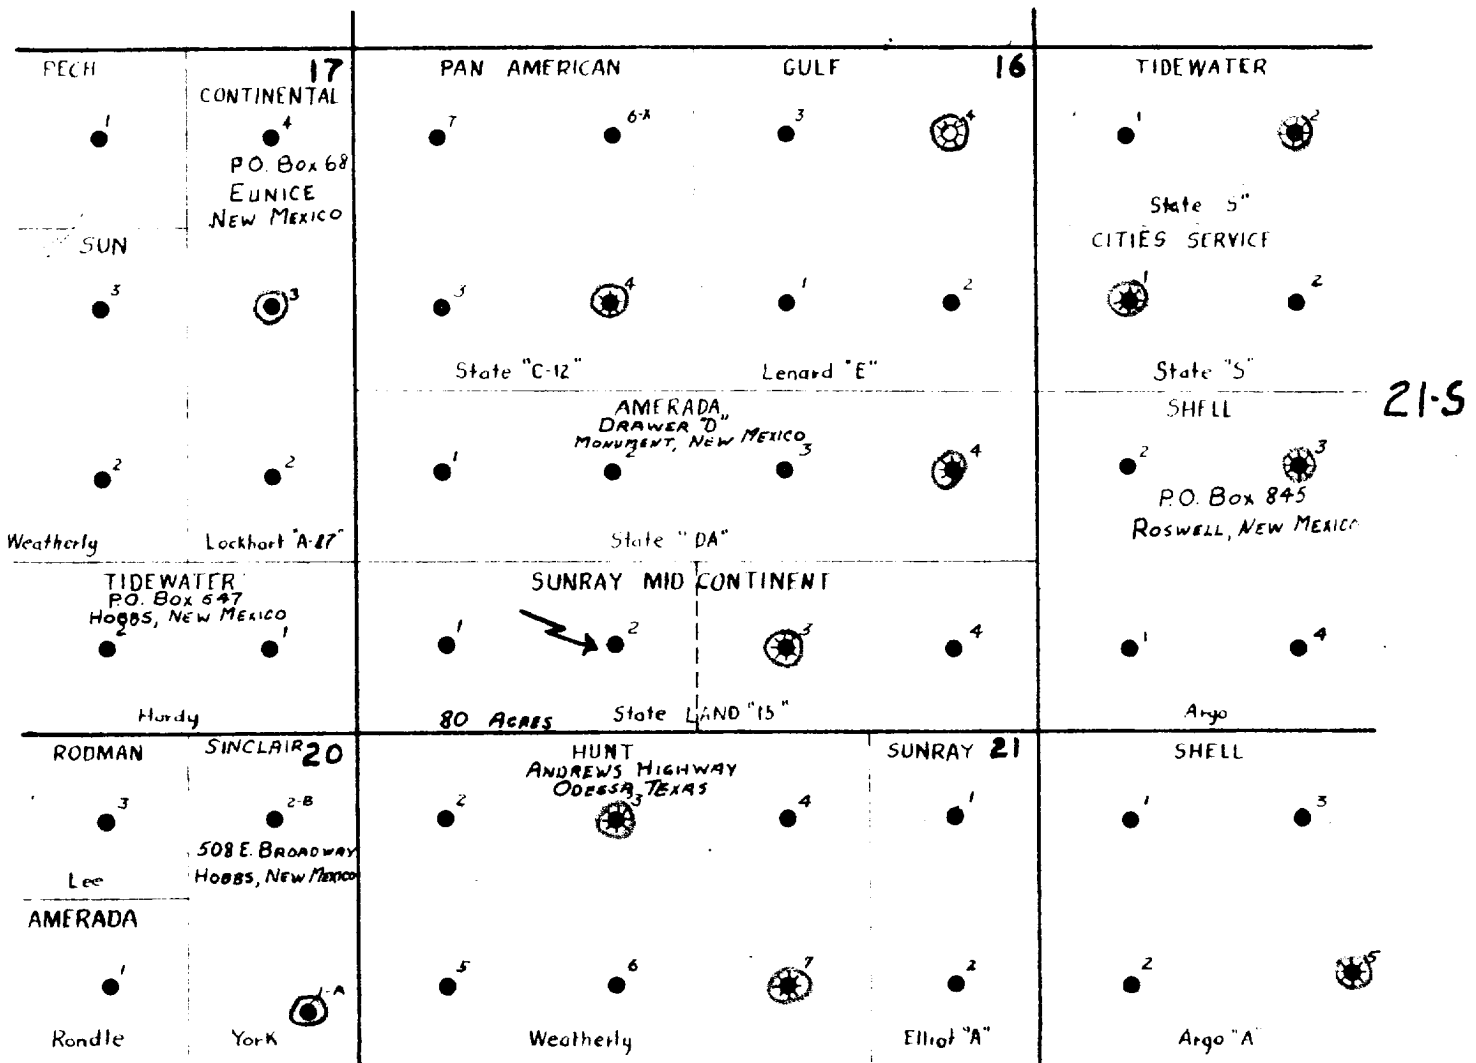 PECH 17 PAN AMERICAN GULF 16 TIDEWATER
CONTINENTAL
1 4 7 6-X 3 4 1 2
P.O. Box 68
EUNICE
NEW MEXICO
State S"
SUN CITIES SERVICE
3 3 3 4 1 2 1 2
State "C-12" Lenard "E" State "S"
21-S
AMERADA SHELL
DRAWER "D"
MONUMENT, NEW MEXICO
2 2 1 2 3 4 2 3
P.O. Box 845
ROSWELL, NEW MEXICO
Weatherly Lockhart "A-27" State "DA"
TIDEWATER SUNRAY MID CONTINENT
P.O. Box 647
HOBBS, NEW MEXICO
2 1 1 2 3 4 1 4
Hardy 80 ACRES State LAND "15" Argo
RODMAN SINCLAIR 20 HUNT SUNRAY 21 SHELL
ANDREWS HIGHWAY
ODESSA, TEXAS
3 2-B 2 3 4 1 1 3
508 E. BROADWAY
HOBBS, NEW MEXICO
Lee
AMERADA
1 1-A 5 6 7 2 2 5
Rondle York Weatherly Elliot "A" Argo "A"